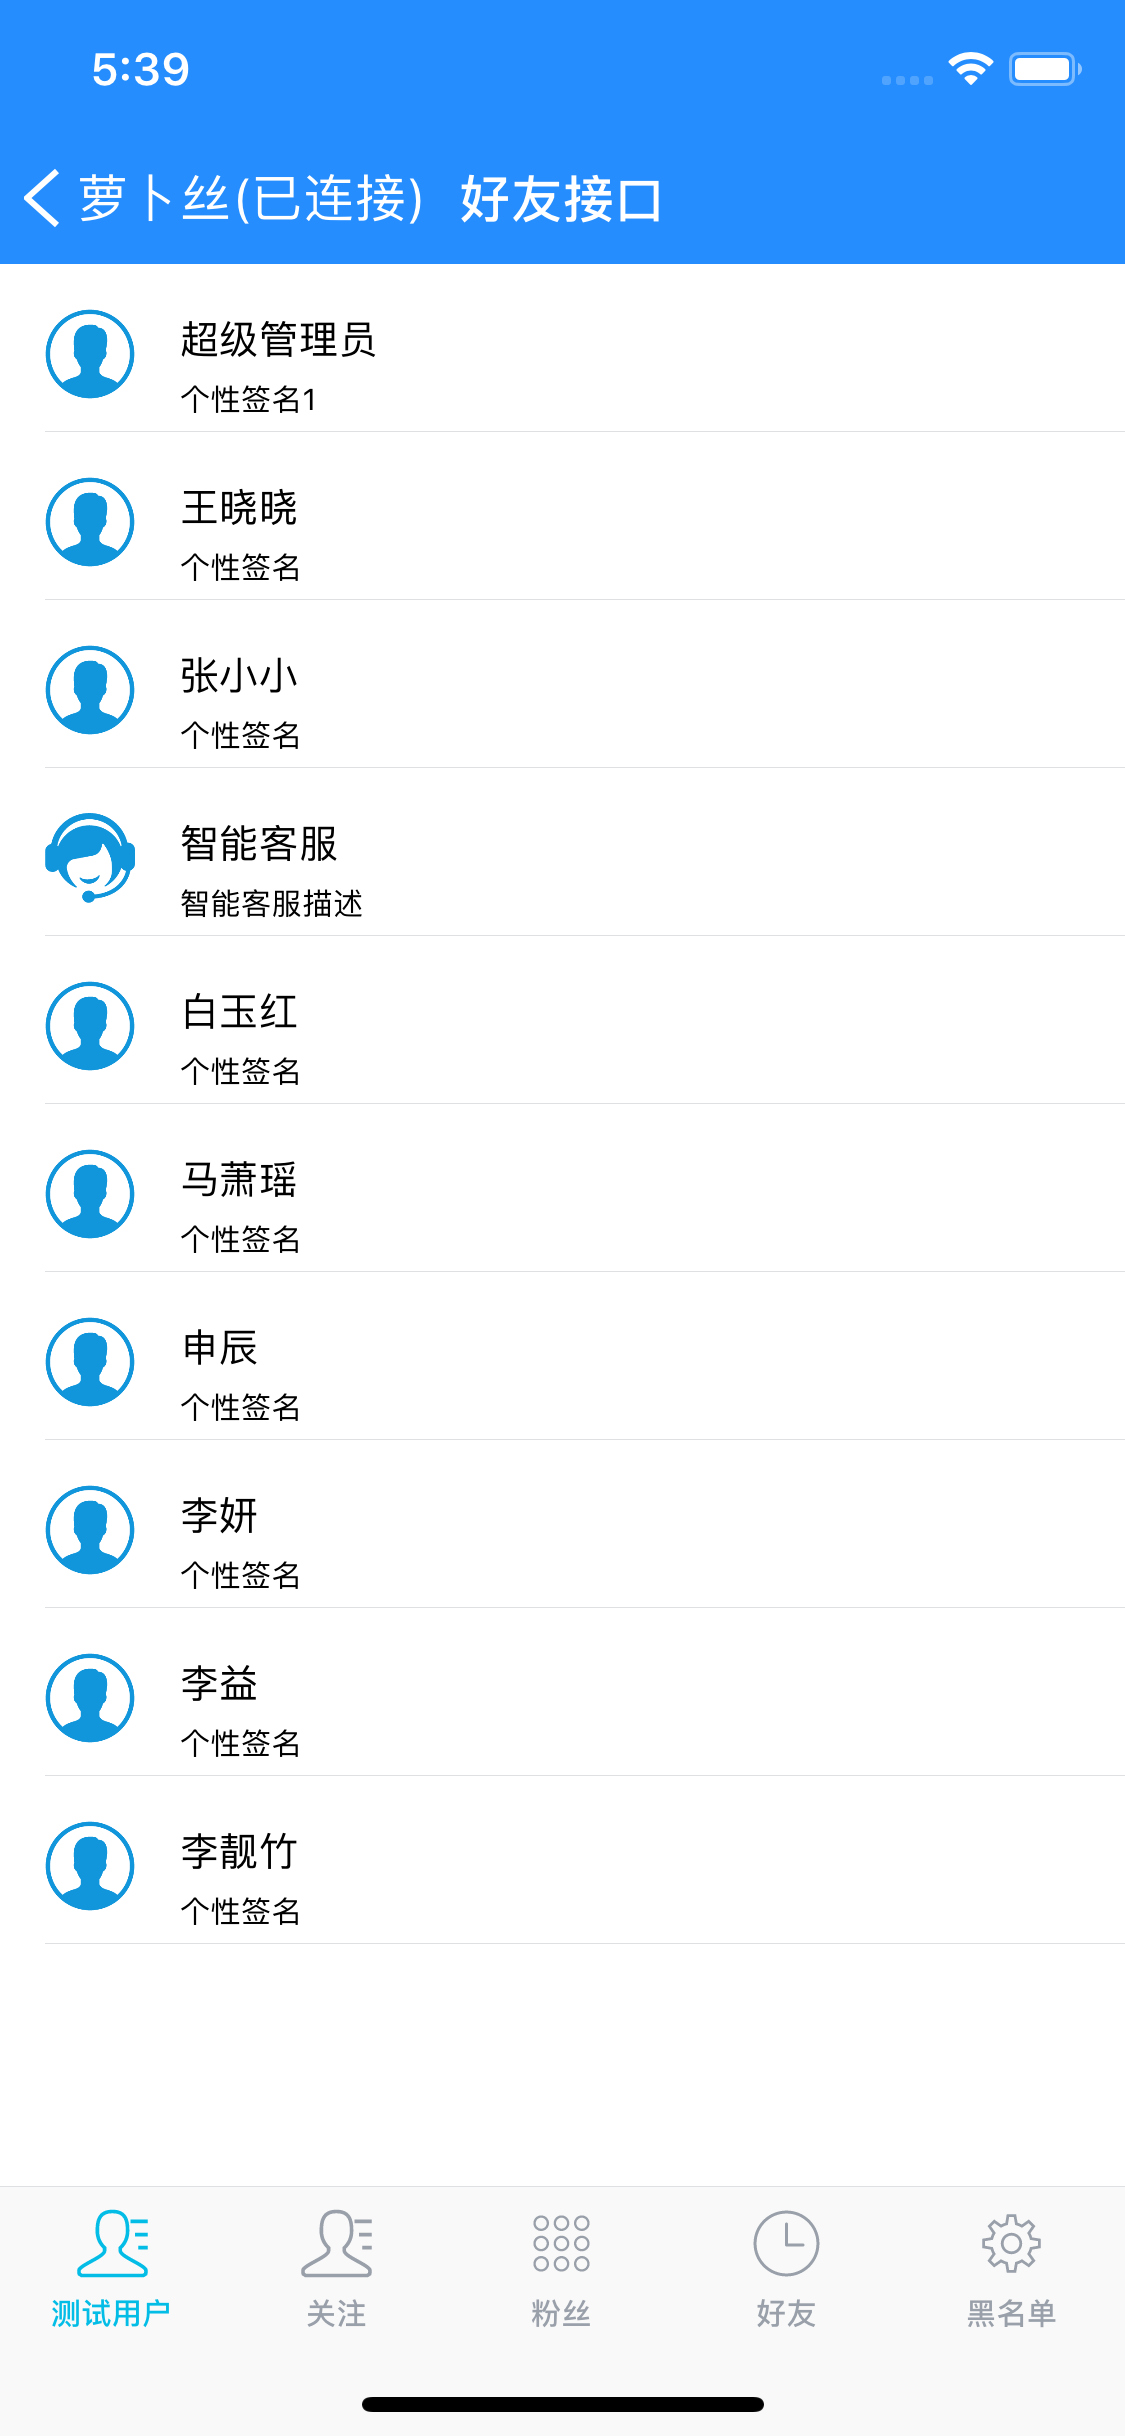 5:39
萝卜丝(已连接) 好友接口
超级管理员
个性签名1
王晓晓
个性签名
张小小
个性签名
智能客服
智能客服描述
白玉红
个性签名
马萧瑶
个性签名
申辰
个性签名
李妍
个性签名
李益
个性签名
李靓竹
个性签名
测试用户 关注 粉丝 好友 黑名单